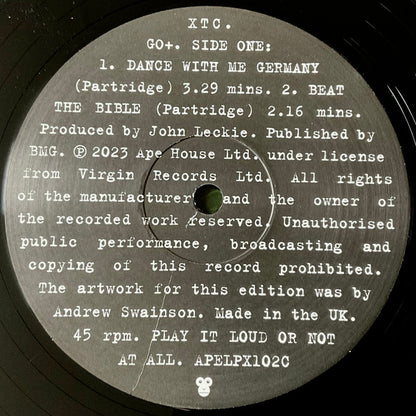 XTC.
GO+. SIDE ONE:
1. DANCE WITH ME GERMANY
(Partridge) 3.29 mins. 2. BEAT
THE BIBLE (Partridge) 2.16 mins.
Produced by John Leckie. Published by
BMG. ℗ 2023 Ape House Ltd. under license
from Virgin Records Ltd. All rights
of the manufacturer and the owner of
the recorded work reserved. Unauthorised
public performance, broadcasting and
copying of this record prohibited.
The artwork for this edition was by
Andrew Swainson. Made in the UK.
45 rpm. PLAY IT LOUD OR NOT
AT ALL. APELPX102C